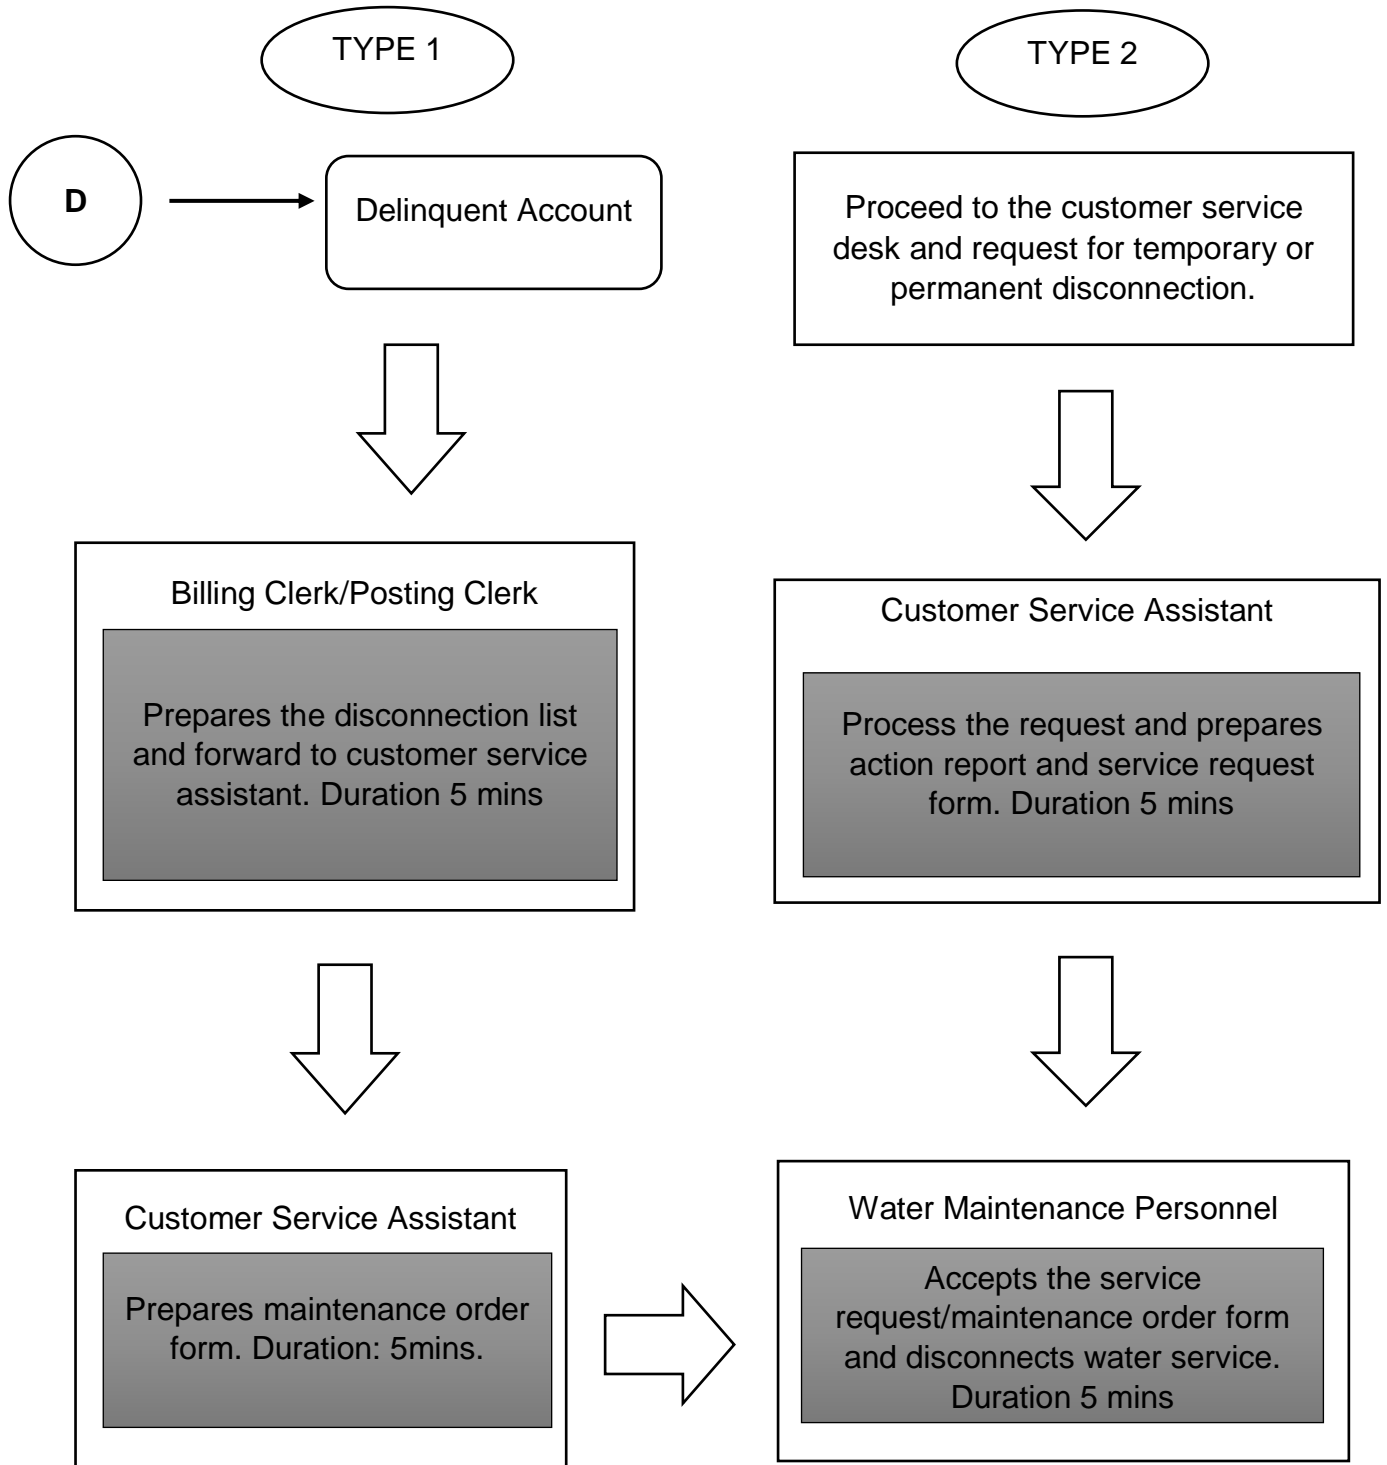 TYPE 1
TYPE 2
D
Delinquent Account
Proceed to the customer service
desk and request for temporary or
permanent disconnection.
Billing Clerk/Posting Clerk
Prepares the disconnection list
and forward to customer service
assistant. Duration 5 mins
Customer Service Assistant
Process the request and prepares
action report and service request
form. Duration 5 mins
Customer Service Assistant
Prepares maintenance order
form. Duration: 5mins.
Water Maintenance Personnel
Accepts the service
request/maintenance order form
and disconnects water service.
Duration 5 mins